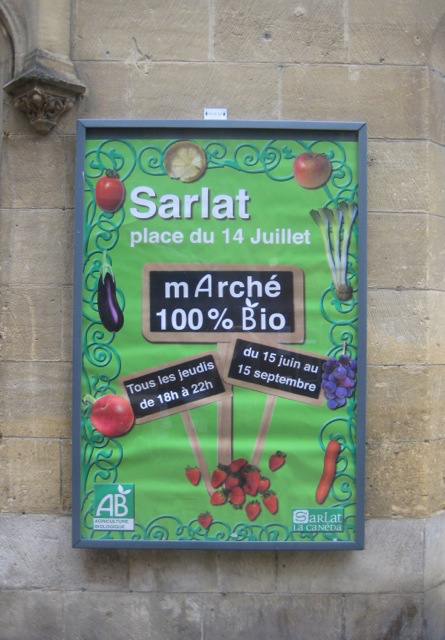 Sarlat
place du 14 Juillet
mArché
100% Bio
Tous les jeudis
de 18h à 22h
du 15 juin au
15 septembre
AB
AGRICULTURE
BIOLOGIQUE
Sarlat
La Canéda